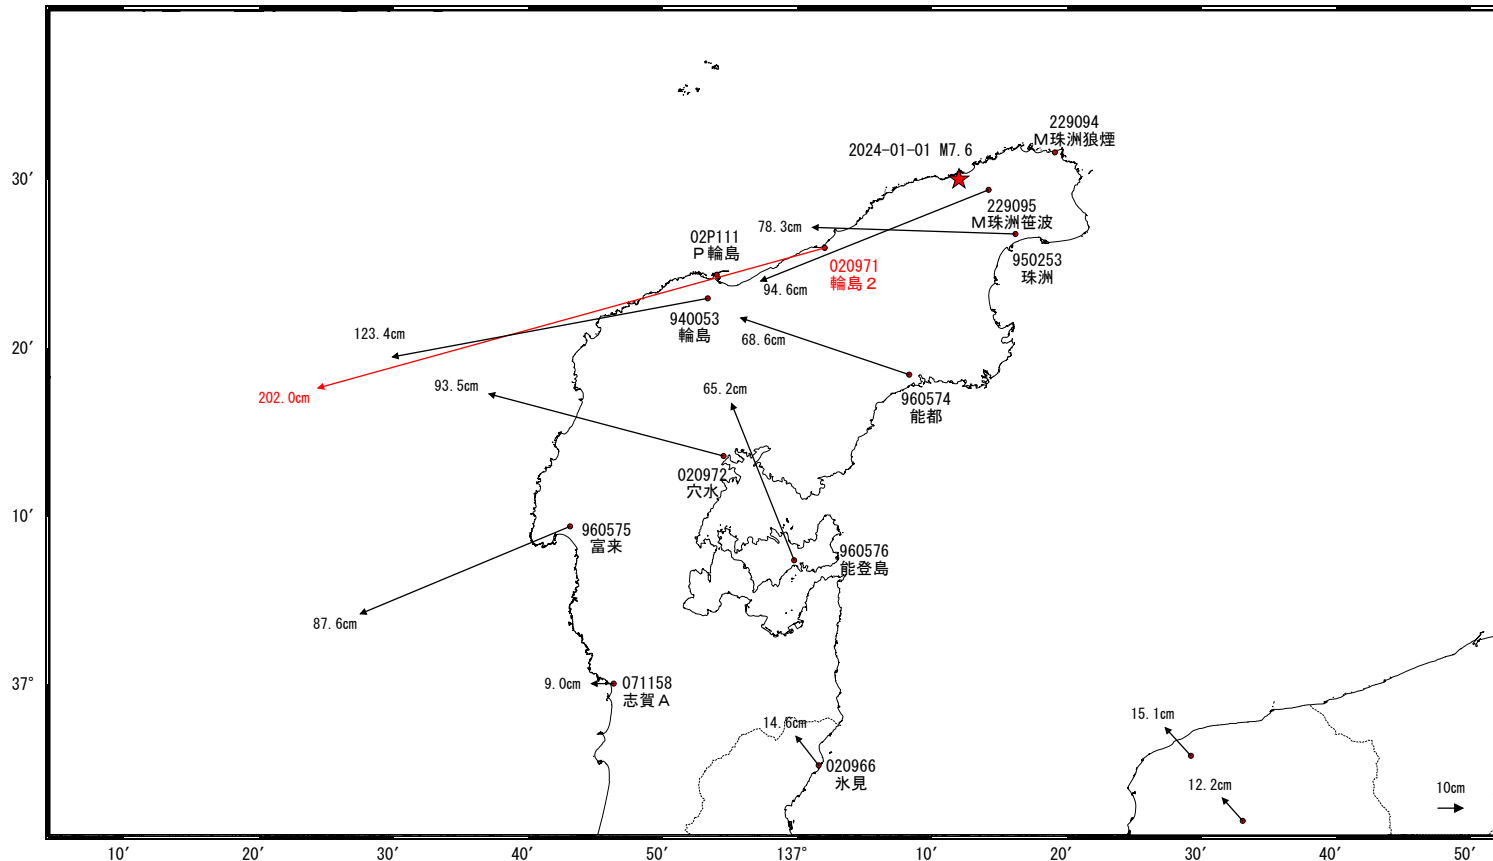 229094
M珠洲狼煙
2024-01-01 M7.6
30′
229095
M珠洲笹波
78.3cm
02P111
P輪島
950253
珠洲
020971
輪島2
94.6cm
940053
輪島
123.4cm
68.6cm
20′
202.0cm
93.5cm
65.2cm
960574
能都
020972
穴水
10′
960575
富来
960576
能登島
87.6cm
37°
9.0cm
071158
志賀A
14.6cm
15.1cm
020966
氷見
12.2cm
10cm
10′ 20′ 30′ 40′ 50′ 137° 10′ 20′ 30′ 40′ 50′